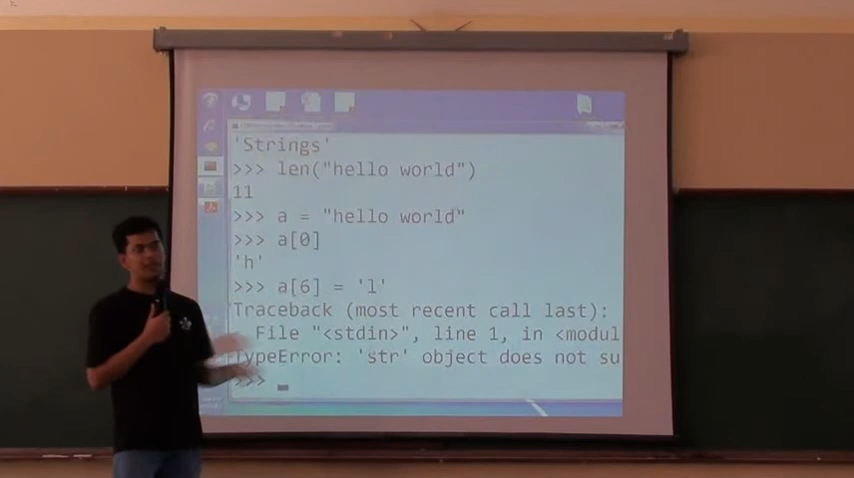 'Strings'
>>> len("hello world")
11
>>> a = "hello world"
>>> a[0]
'h'
>>> a[6] = 'l'
Traceback (most recent call last):
File "<stdin>", line 1, in <modul
TypeError: 'str' object does not su
>>>